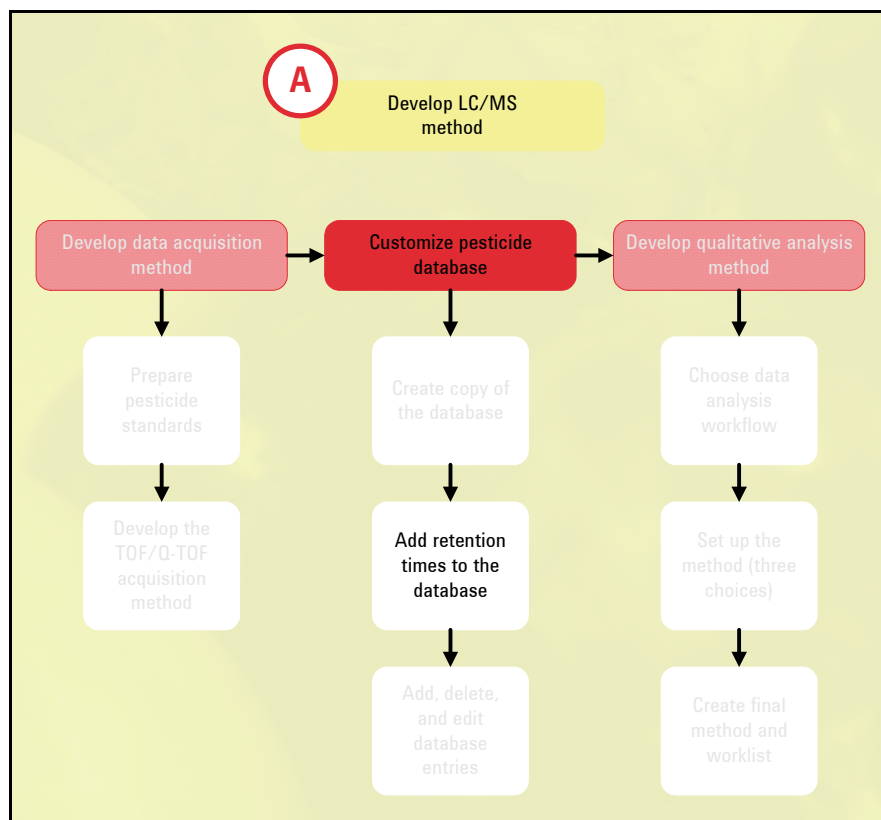 A
Develop LC/MS
method
Develop data acquisition
method
Customize pesticide
database
Develop qualitative analysis
method
Prepare
pesticide
standards
Create copy of
the database
Choose data
analysis
workflow
Develop the
TOF/Q-TOF
acquisition
method
Add retention
times to the
database
Set up the
method (three
choices)
Add, delete,
and edit
database
entries
Create final
method and
worklist